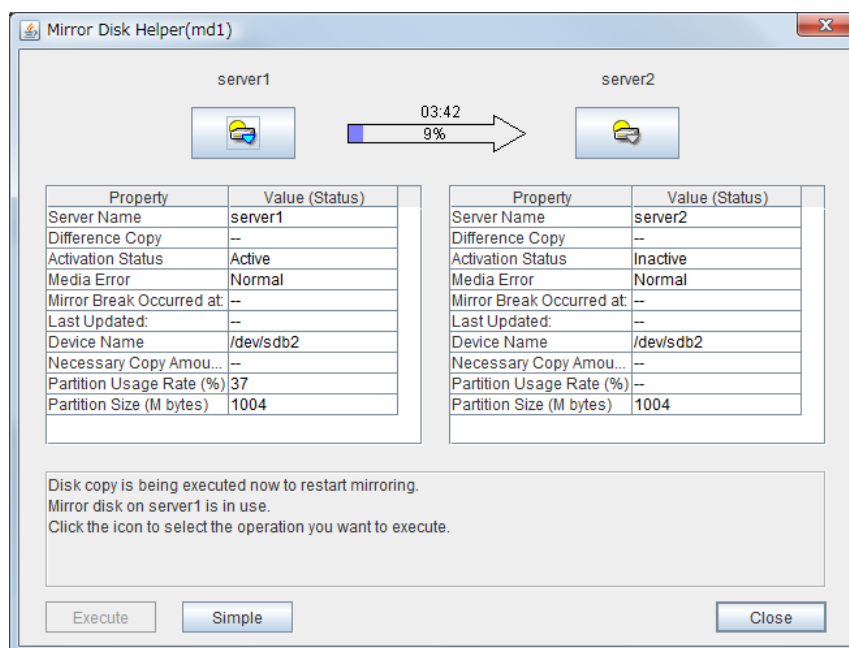 Mirror Disk Helper(md1)
server1 server2
03:42
9%
Property Value (Status) Property Value (Status)
Server Name server1 Server Name server2
Difference Copy -- Difference Copy --
Activation Status Active Activation Status Inactive
Media Error Normal Media Error Normal
Mirror Break Occurred at: -- Mirror Break Occurred at: --
Last Updated: -- Last Updated: --
Device Name /dev/sdb2 Device Name /dev/sdb2
Necessary Copy Amou... -- Necessary Copy Amou... --
Partition Usage Rate (%) 37 Partition Usage Rate (%) --
Partition Size (M bytes) 1004 Partition Size (M bytes) 1004
Disk copy is being executed now to restart mirroring.
Mirror disk on server1 is in use.
Click the icon to select the operation you want to execute.
Execute Simple Close